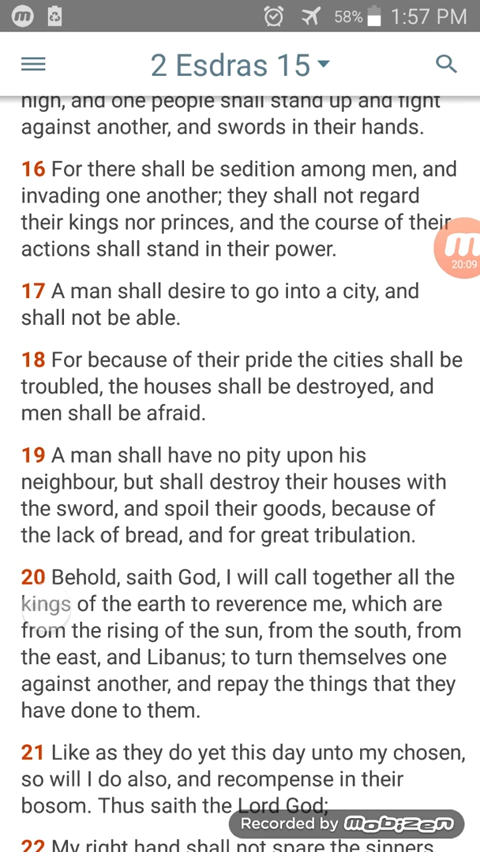 58% 1:57 PM
2 Esdras 15
high, and one people shall stand up and fight
against another, and swords in their hands.
16 For there shall be sedition among men, and
invading one another; they shall not regard
their kings nor princes, and the course of their
actions shall stand in their power.
20:09
17 A man shall desire to go into a city, and
shall not be able.
18 For because of their pride the cities shall be
troubled, the houses shall be destroyed, and
men shall be afraid.
19 A man shall have no pity upon his
neighbour, but shall destroy their houses with
the sword, and spoil their goods, because of
the lack of bread, and for great tribulation.
20 Behold, saith God, I will call together all the
kings of the earth to reverence me, which are
from the rising of the sun, from the south, from
the east, and Libanus; to turn themselves one
against another, and repay the things that they
have done to them.
21 Like as they do yet this day unto my chosen,
so will I do also, and recompense in their
bosom. Thus saith the Lord God;
Recorded by mobizen
22 My right hand shall not spare the sinners